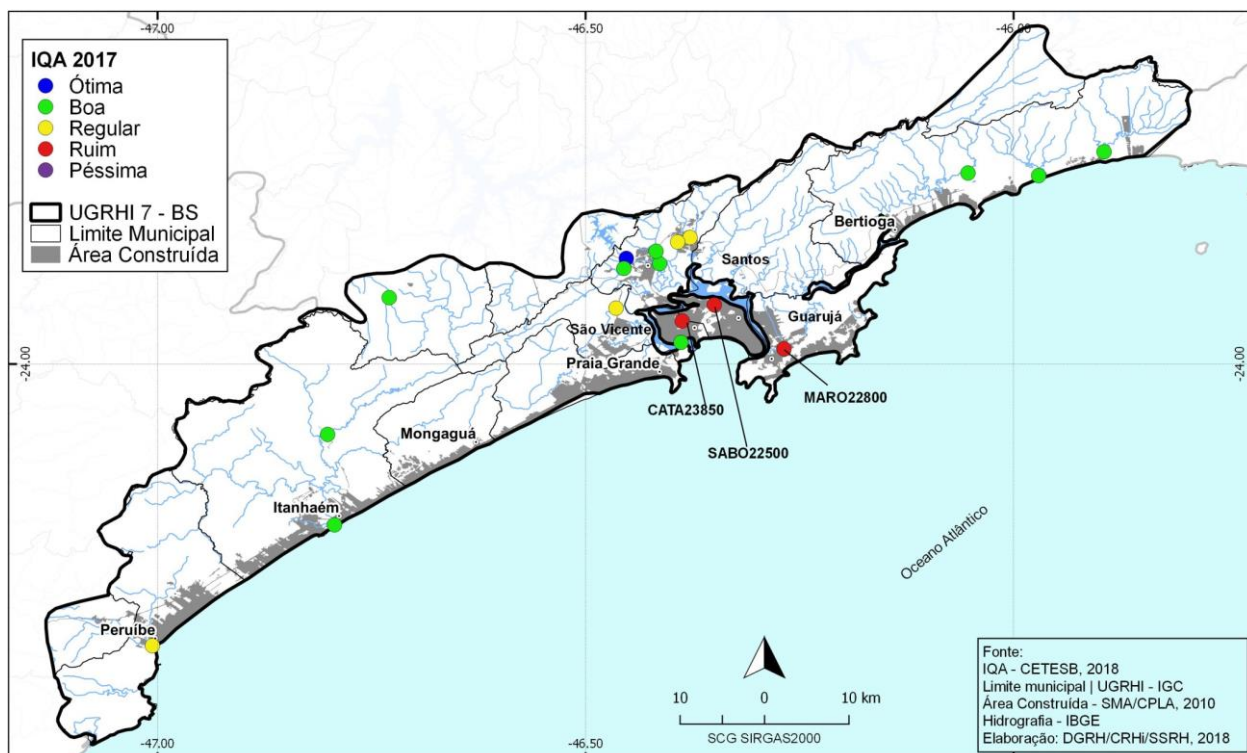 -47.00
-46.50
-46.00
IQA 2017
Ótima
Boa
Regular
Ruim
Péssima
UGRHI 7 - BS
Limite Municipal
Área Construída
Bertioga
Santos
Guarujá
São Vicente
Praia Grande
-24.00
-24.00
CATA23850
MARO22800
SABO22500
Mongaguá
Itanhaém
Oceano Atlântico
Peruíbe
10 0 10 km
SCG SIRGAS2000
Fonte:
IQA - CETESB, 2018
Limite municipal | UGRHI - IGC
Área Construída - SMA/CPLA, 2010
Hidrografia - IBGE
Elaboração: DGRH/CRHi/SSRH, 2018
-47.00
-46.50
-46.00